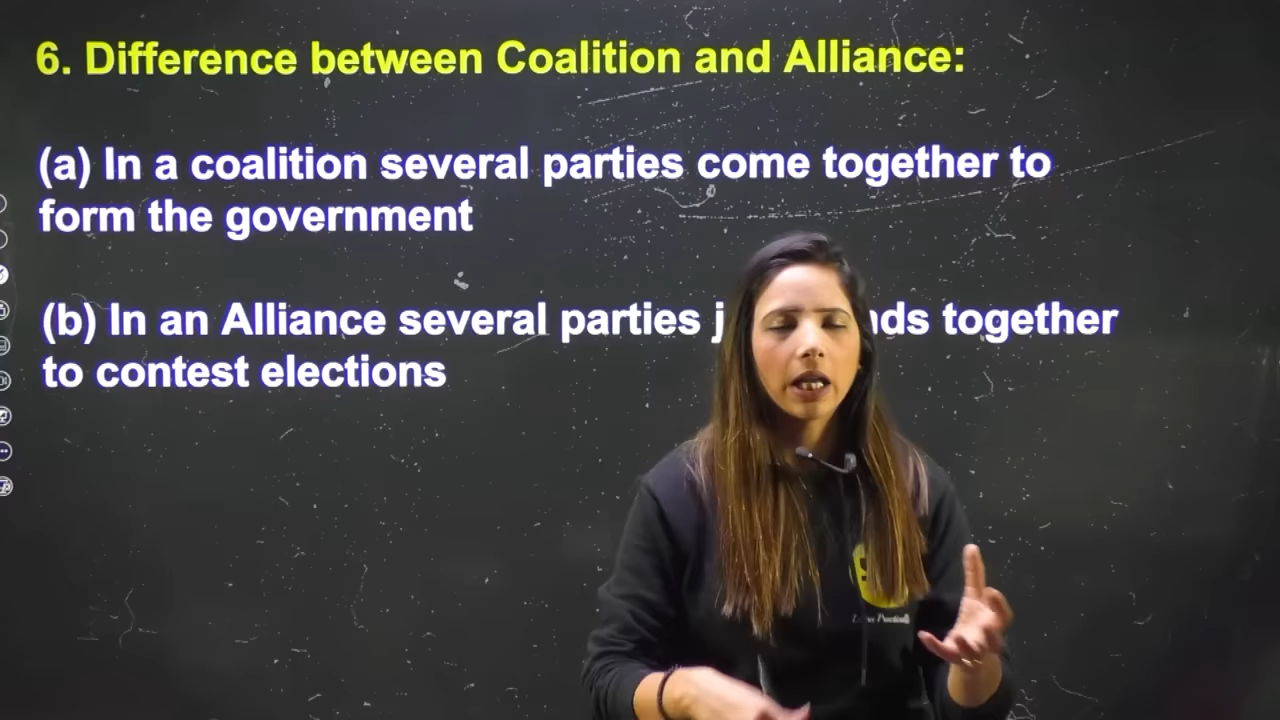 6. Difference between Coalition and Alliance:
(a) In a coalition several parties come together to
form the government
(b) In an Alliance several parties together
to contest elections